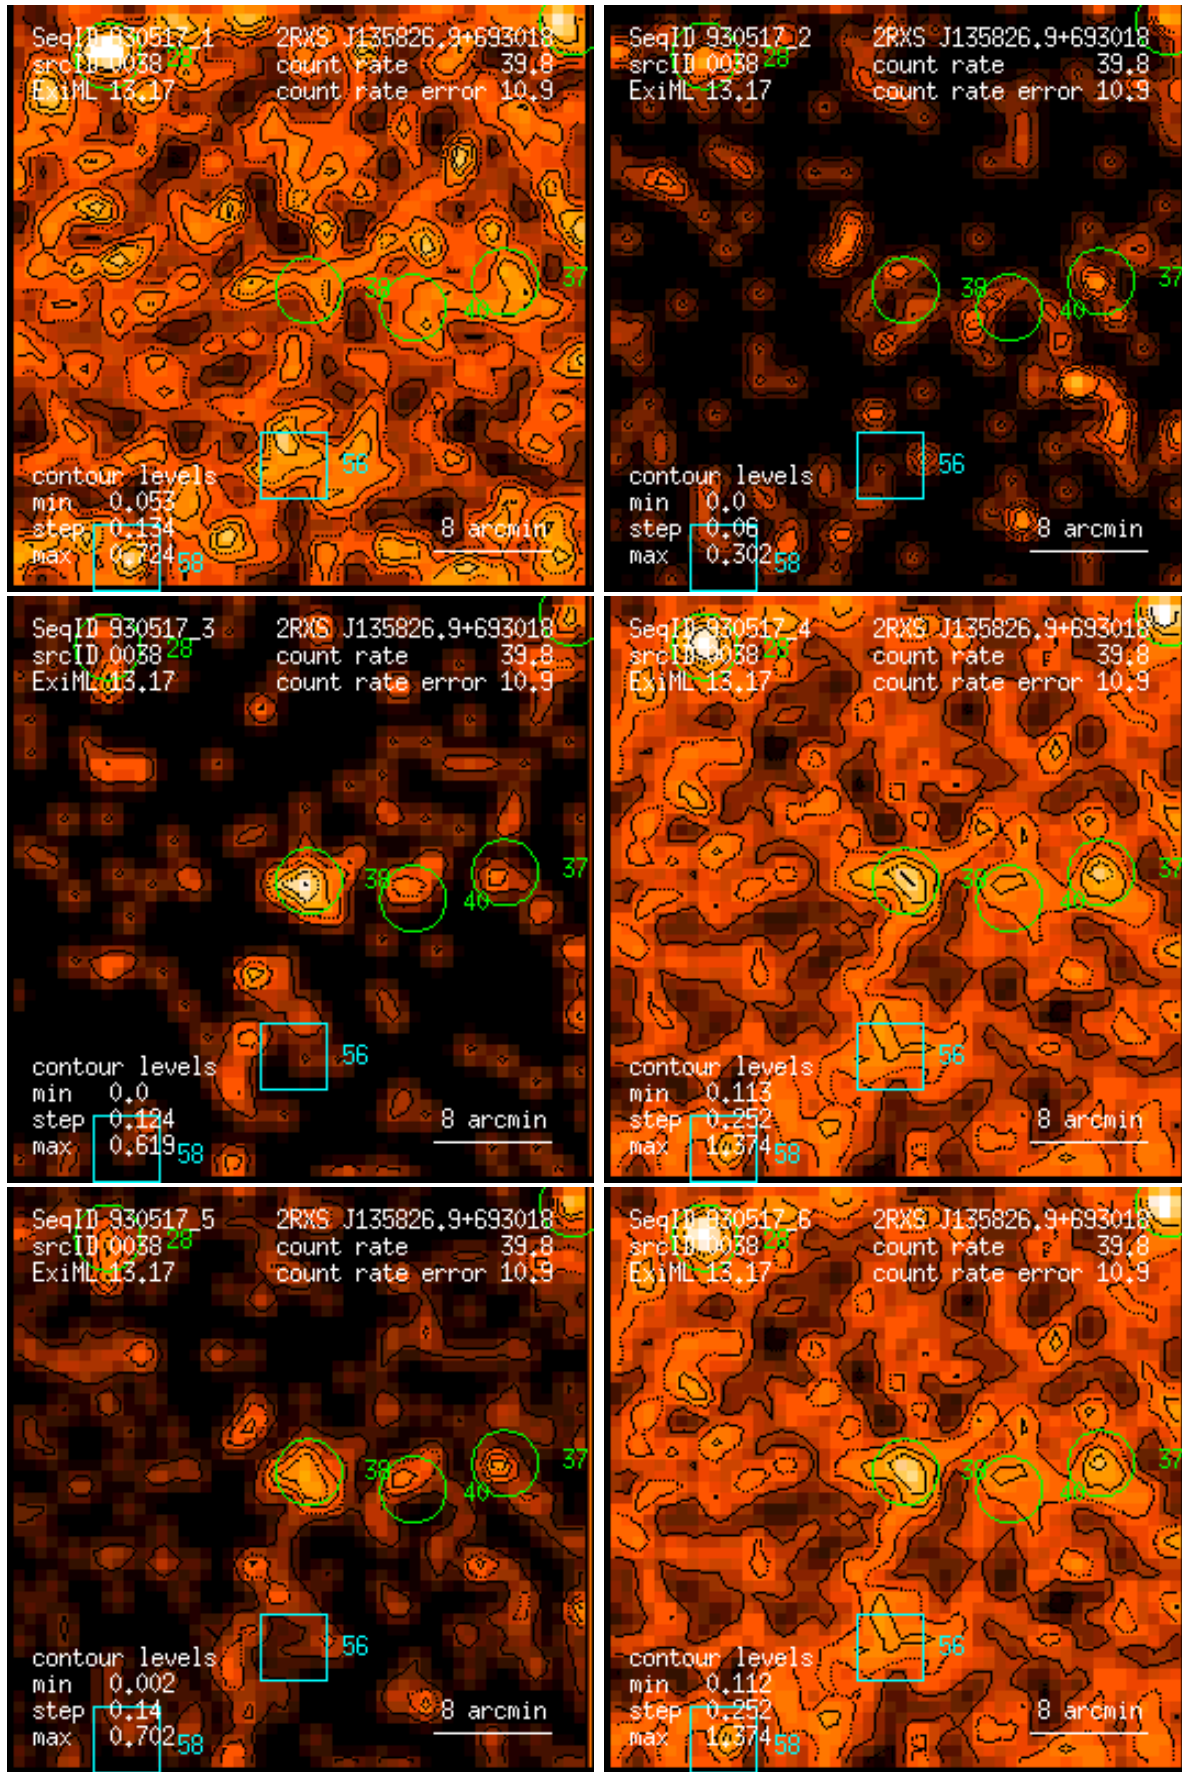 SeqID 930517_1 2RXS J135826.9+693018
srcID 0038 28 count rate 39.8
ExiML 13.17 count rate error 10.9
37
38
40
56
contour levels
min 0.053
step 0.134
max 0.724
8 arcmin
58
SeqID 930517_2 2RXS J135826.9+693018
srcID 0038 28 count rate 39.8
ExiML 13.17 count rate error 10.9
37
38
40
56
contour levels
min 0.0
step 0.06
max 0.302
8 arcmin
58
SeqID 930517_3 2RXS J135826.9+693018
srcID 0038 28 count rate 39.8
ExiML 13.17 count rate error 10.9
37
38
40
56
contour levels
min 0.0
step 0.124
max 0.619
8 arcmin
58
SeqID 930517_4 2RXS J135826.9+693018
srcID 0038 28 count rate 39.8
ExiML 13.17 count rate error 10.9
37
38
40
56
contour levels
min 0.113
step 0.252
max 1.374
8 arcmin
58
SeqID 930517_5 2RXS J135826.9+693018
srcID 0038 28 count rate 39.8
ExiML 13.17 count rate error 10.9
37
38
40
56
contour levels
min 0.002
step 0.14
max 0.702
8 arcmin
58
SeqID 930517_6 2RXS J135826.9+693018
srcID 0038 28 count rate 39.8
ExiML 13.17 count rate error 10.9
37
38
40
56
contour levels
min 0.112
step 0.252
max 1.374
8 arcmin
58